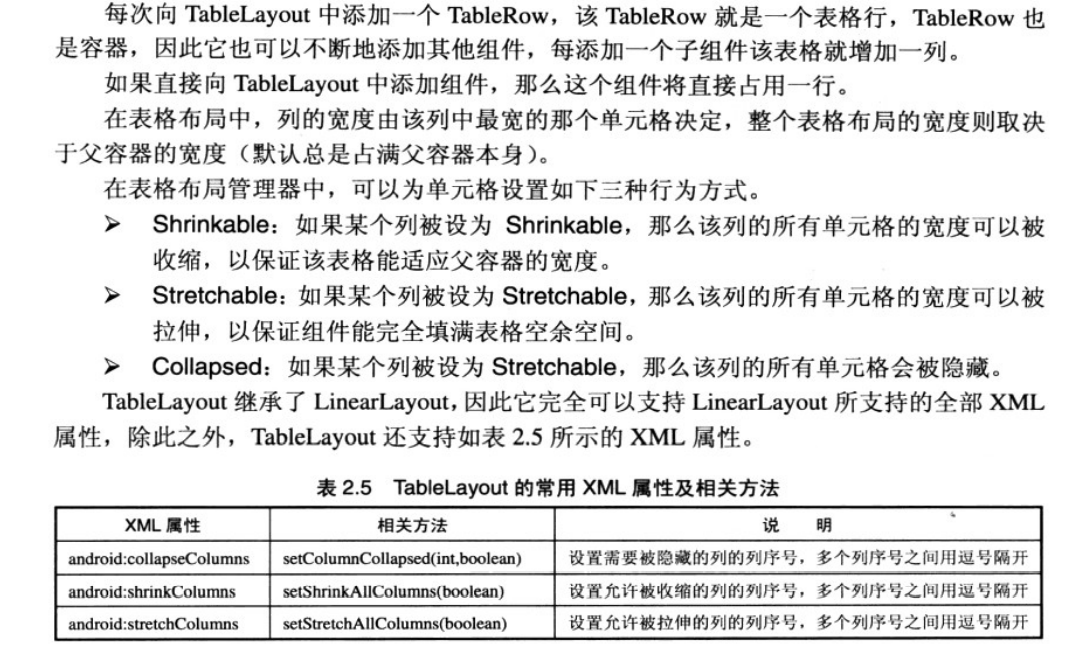 每次向 TableLayout 中添加一个 TableRow，该 TableRow 就是一个表格行，TableRow 也
是容器，因此它也可以不断地添加其他组件，每添加一个子组件该表格就增加一列。
如果直接向 TableLayout 中添加组件，那么这个组件将直接占用一行。
在表格布局中，列的宽度由该列中最宽的那个单元格决定，整个表格布局的宽度则取决
于父容器的宽度（默认总是占满父容器本身）。
在表格布局管理器中，可以为单元格设置如下三种行为方式。
➢ Shrinkable：如果某个列被设为 Shrinkable，那么该列的所有单元格的宽度可以被
收缩，以保证该表格能适应父容器的宽度。
➢ Stretchable：如果某个列被设为 Stretchable，那么该列的所有单元格的宽度可以被
拉伸，以保证组件能完全填满表格空余空间。
➢ Collapsed：如果某个列被设为 Stretchable，那么该列的所有单元格会被隐藏。
TableLayout 继承了 LinearLayout，因此它完全可以支持 LinearLayout 所支持的全部 XML
属性，除此之外，TableLayout 还支持如表 2.5 所示的 XML 属性。
表 2.5 TableLayout 的常用 XML 属性及相关方法
XML 属性 相关方法 说 明
android:collapseColumns setColumnCollapsed(int,boolean) 设置需要被隐藏的列的列序号，多个列序号之间用逗号隔开
android:shrinkColumns setShrinkAllColumns(boolean) 设置允许被收缩的列的列序号，多个列序号之间用逗号隔开
android:stretchColumns setStretchAllColumns(boolean) 设置允许被拉伸的列的列序号，多个列序号之间用逗号隔开